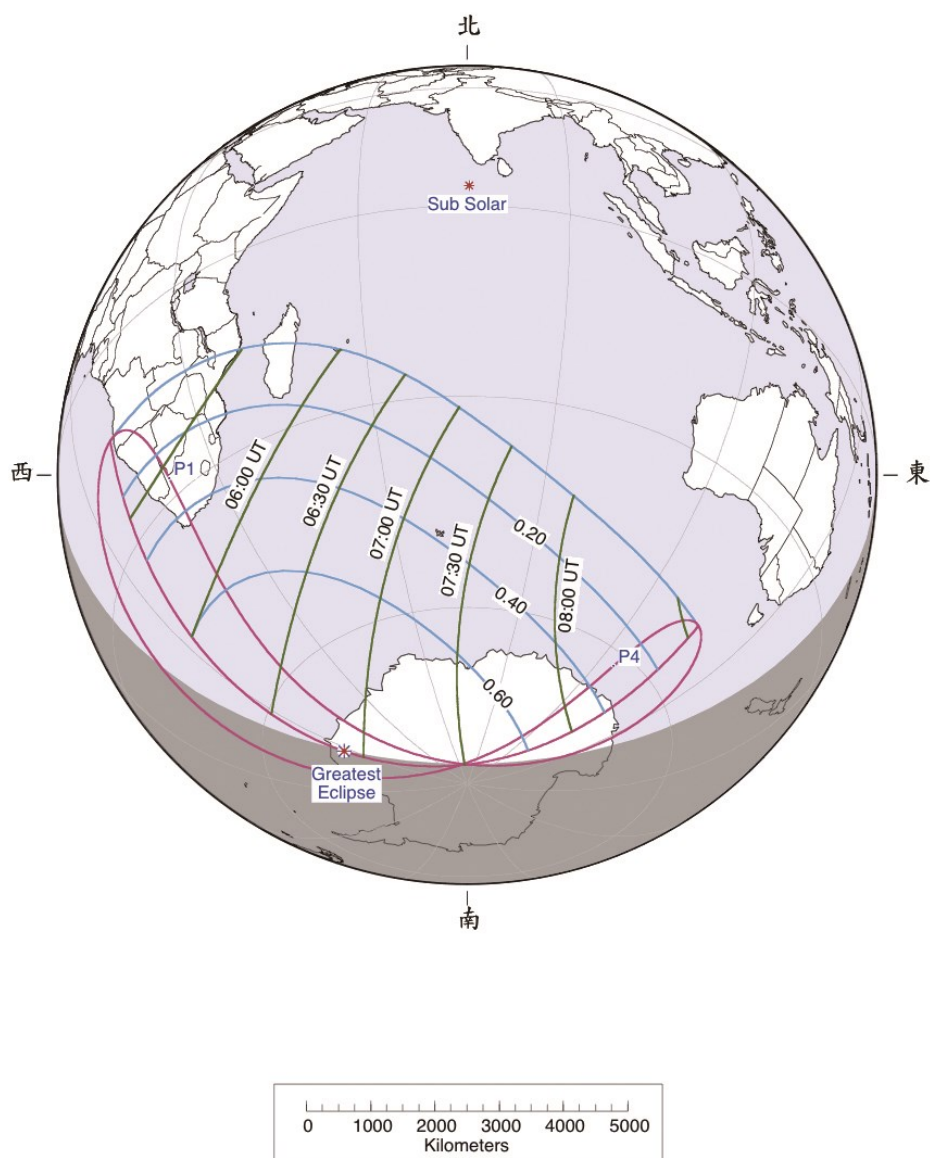 北
Sub Solar
西
東
P1
06:00 UT
06:30 UT
07:00 UT
07:30 UT
08:00 UT
0.20
0.40
0.60
P4
Greatest
Eclipse
南
0 1000 2000 3000 4000 5000
Kilometers